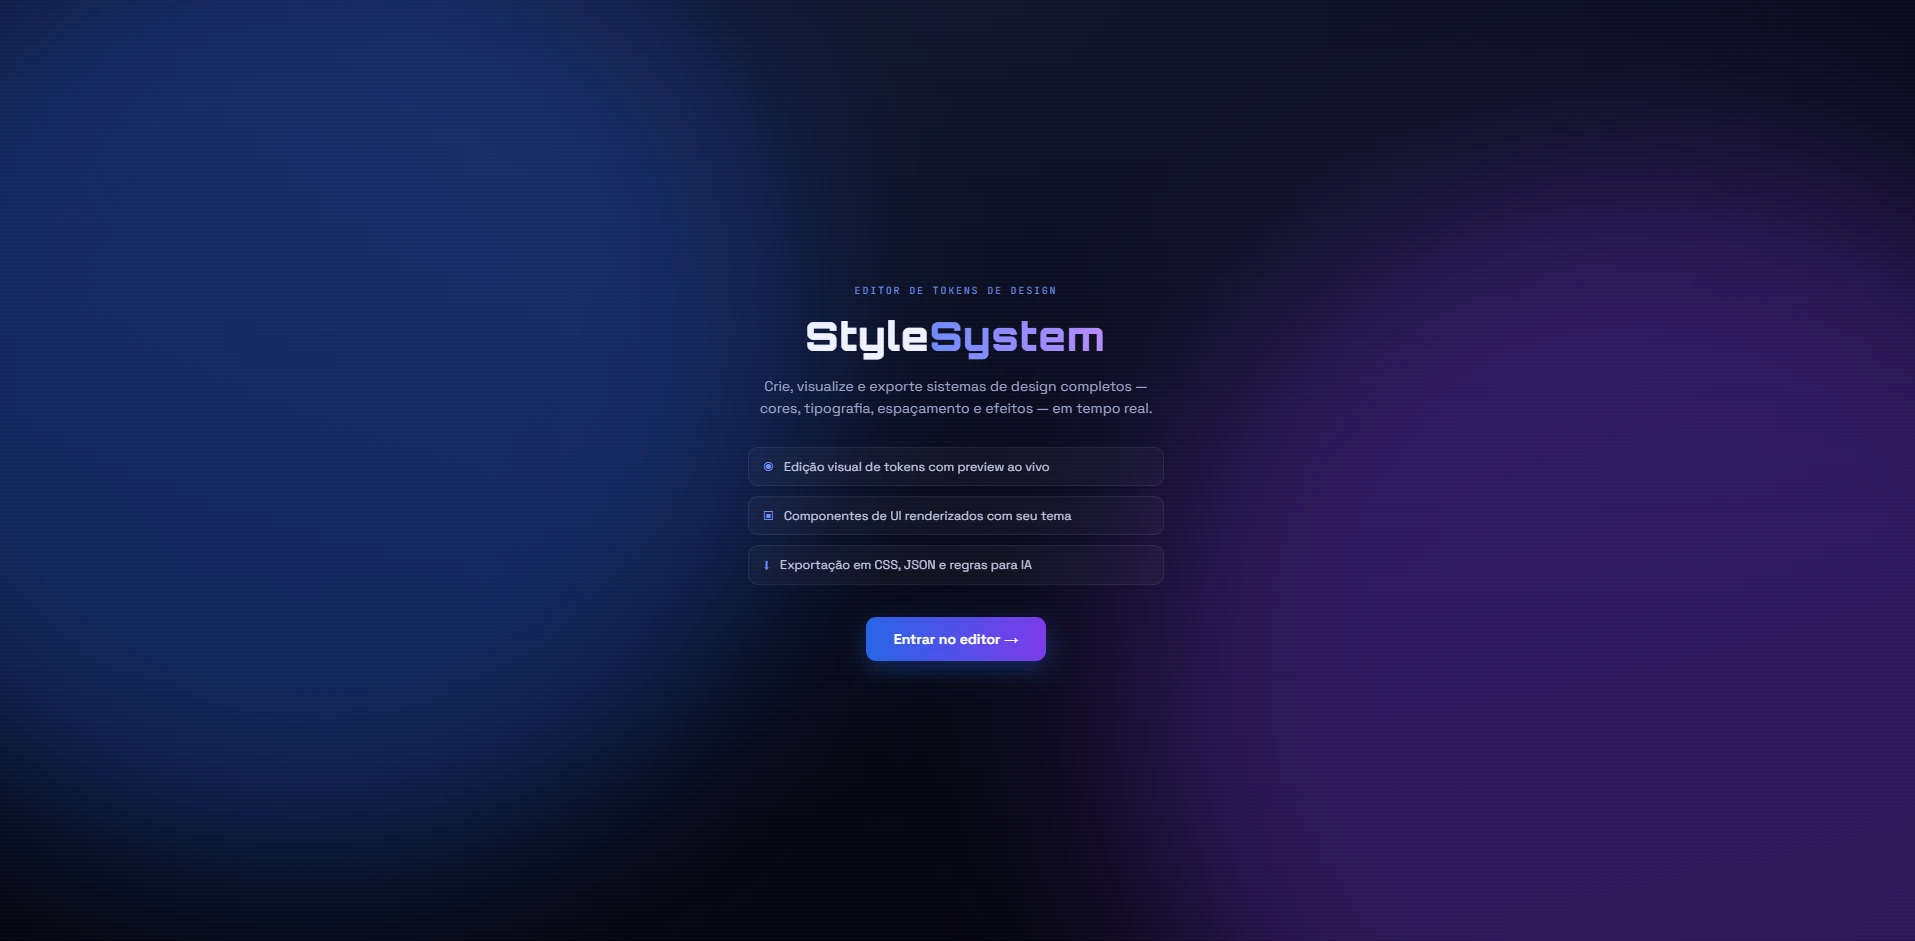 EDITOR DE TOKENS DE DESIGN
StyleSystem
Crie, visualize e exporte sistemas de design completos —
cores, tipografia, espaçamento e efeitos — em tempo real.
◉ Edição visual de tokens com preview ao vivo
▣ Componentes de UI renderizados com seu tema
⭳ Exportação em CSS, JSON e regras para IA
Entrar no editor →